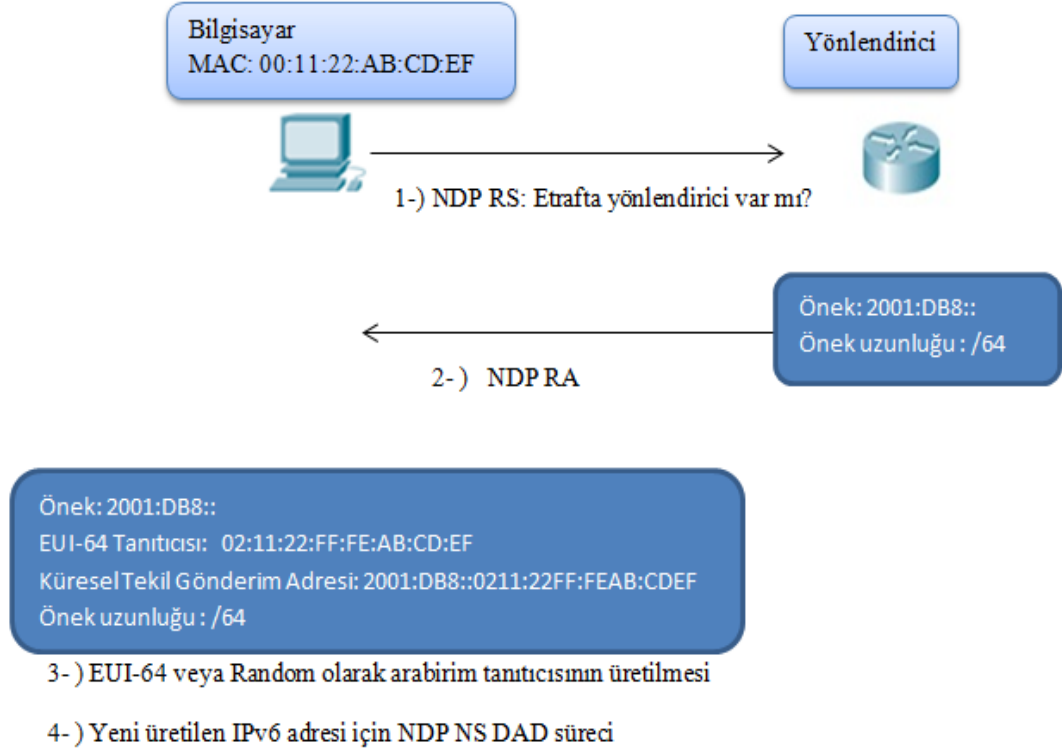 Bilgisayar
MAC: 00:11:22:AB:CD:EF
Yönlendirici
1-) NDP RS: Etrafta yönlendirici var mı?
Önek: 2001:DB8::
Önek uzunluğu : /64
2- ) NDP RA
Önek: 2001:DB8::
EUI-64 Tanıtıcısı: 02:11:22:FF:FE:AB:CD:EF
Küresel Tekil Gönderim Adresi: 2001:DB8::0211:22FF:FEAB:CDEF
Önek uzunluğu : /64
3- ) EUI-64 veya Random olarak arabirim tanıtıcısının üretilmesi
4- ) Yeni üretilen IPv6 adresi için NDP NS DAD süreci